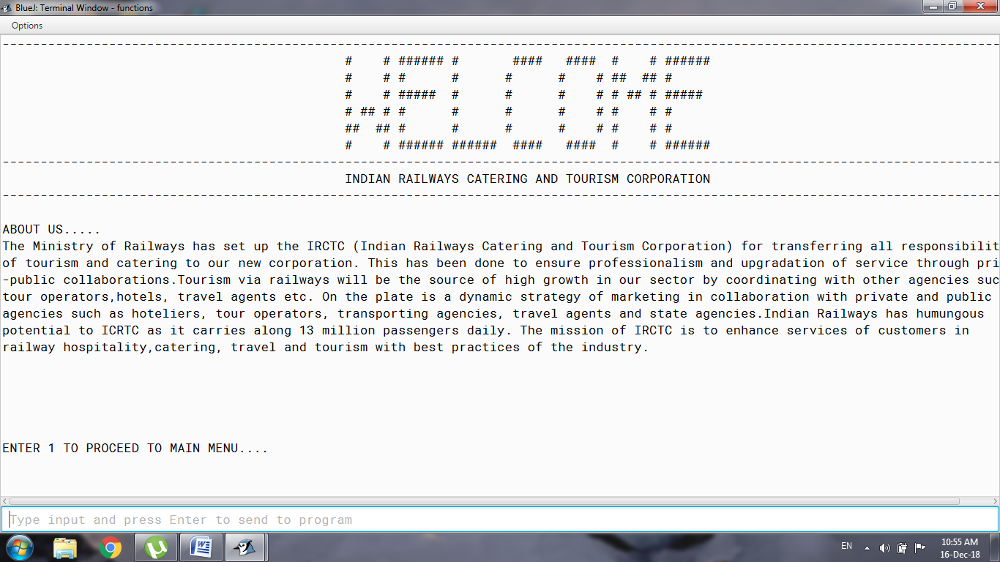 BlueJ: Terminal Window - functions
Options
-----------------------------------------------------------------------------------------------------------------------------------
#    # ###### #       ####   ####  #    # ######
#    # #      #      #      #    # ##  ## #
#    # #####  #      #      #    # # ## # #####
# ## # #      #      #      #    # #    # #
##  ## #      #      #      #    # #    # #
#    # ###### ######  ####   ####  #    # ######
-----------------------------------------------------------------------------------------------------------------------------------
INDIAN RAILWAYS CATERING AND TOURISM CORPORATION
-----------------------------------------------------------------------------------------------------------------------------------
ABOUT US.....
The Ministry of Railways has set up the IRCTC (Indian Railways Catering and Tourism Corporation) for transferring all responsibilit
of tourism and catering to our new corporation. This has been done to ensure professionalism and upgradation of service through pri
-public collaborations.Tourism via railways will be the source of high growth in our sector by coordinating with other agencies suc
tour operators,hotels, travel agents etc. On the plate is a dynamic strategy of marketing in collaboration with private and public
agencies such as hoteliers, tour operators, transporting agencies, travel agents and state agencies.Indian Railways has humungous
potential to ICRTC as it carries along 13 million passengers daily. The mission of IRCTC is to enhance services of customers in
railway hospitality,catering, travel and tourism with best practices of the industry.
ENTER 1 TO PROCEED TO MAIN MENU....
Type input and press Enter to send to program
EN
10:55 AM
16-Dec-18